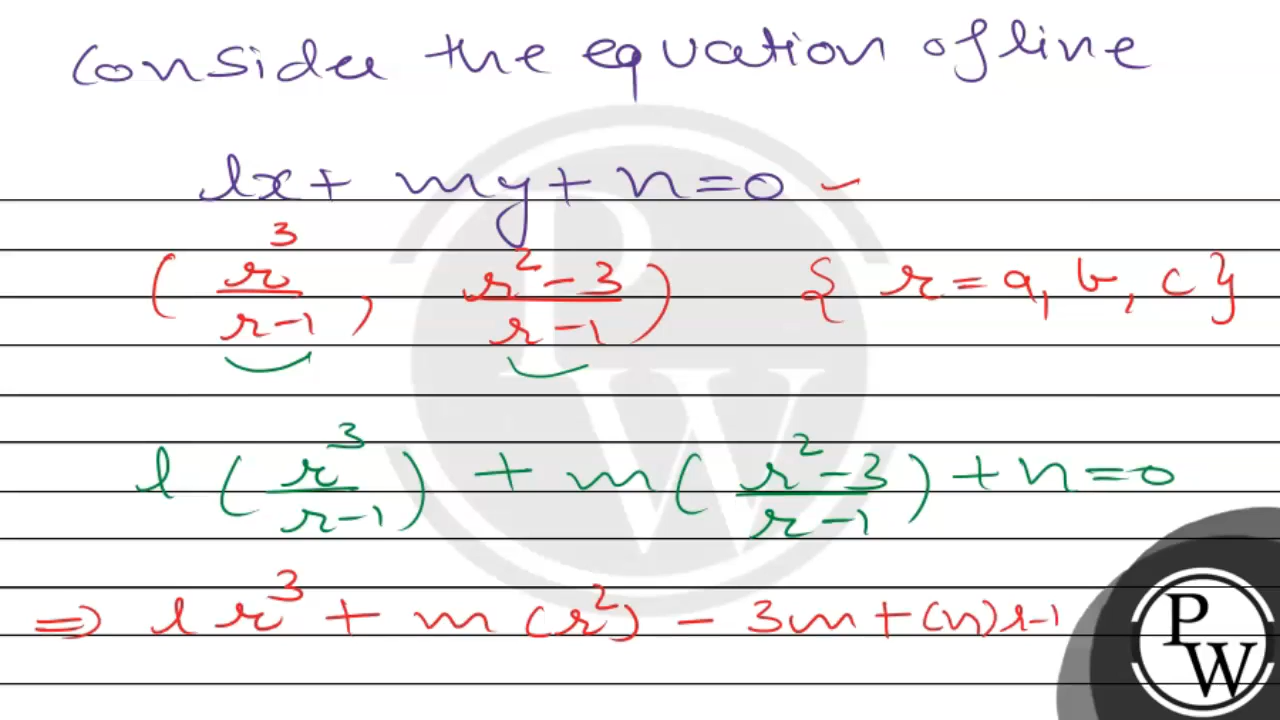 Consider the equation of line
lx + my + n = 0
(r³/(r-1), (r²-3)/(r-1)) { r = a, b, c }
l (r³/(r-1)) + m ((r²-3)/(r-1)) + n = 0
⇒ l r³ + m (r²) - 3m + (n) r-1
P
W
P
W